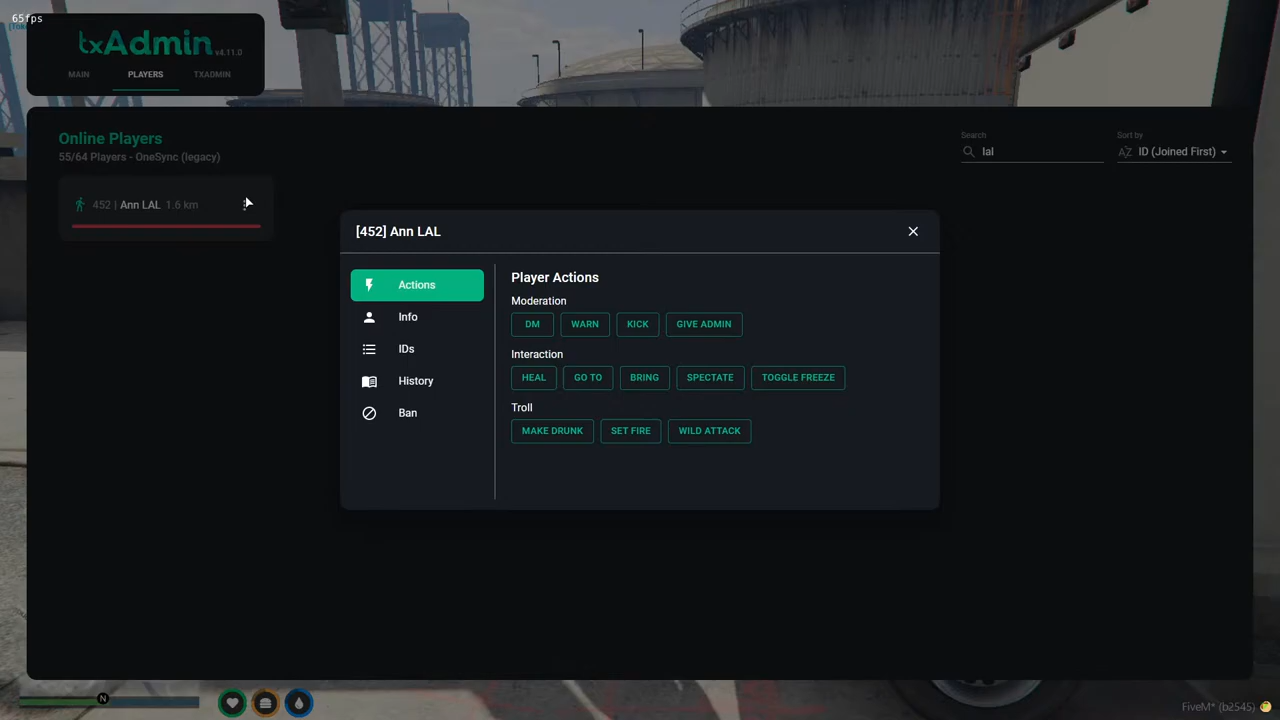 65fps
txAdmin v4.11.0
MAIN PLAYERS TXADMIN
Online Players
55/64 Players - OneSync (legacy)
Search
lal
Sort by
ID (Joined First)
452 | Ann LAL 1.6 km
[452] Ann LAL
Actions
Info
IDs
History
Ban
Player Actions
Moderation
DM WARN KICK GIVE ADMIN
Interaction
HEAL GO TO BRING SPECTATE TOGGLE FREEZE
Troll
MAKE DRUNK SET FIRE WILD ATTACK
N
FiveM* (b2545)